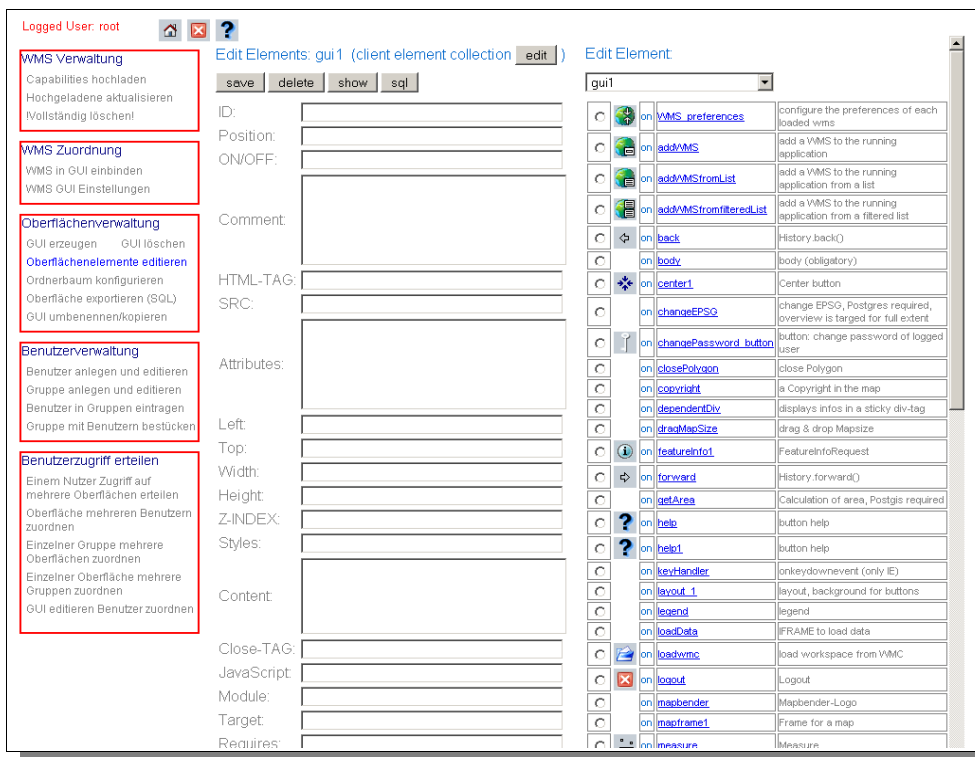 Logged User: root
WMS Verwaltung
Capabilities hochladen
Hochgeladene aktualisieren
!Vollständig löschen!
WMS Zuordnung
WMS in GUI einbinden
WMS GUI Einstellungen
Oberflächenverwaltung
GUI erzeugen GUI löschen
Oberflächenelemente editieren
Ordnerbaum konfigurieren
Oberfläche exportieren (SQL)
GUI umbenennen/kopieren
Benutzerverwaltung
Benutzer anlegen und editieren
Gruppe anlegen und editieren
Benutzer in Gruppen eintragen
Gruppe mit Benutzern bestücken
Benutzerzugriff erteilen
Einem Nutzer Zugriff auf
mehrere Oberflächen erteilen
Oberfläche mehreren Benutzern
zuordnen
Einzelner Gruppe mehrere
Oberflächen zuordnen
Einzelner Oberfläche mehrere
Gruppen zuordnen
GUI editieren Benutzer zuordnen
Edit Elements: gui1 (client element collection edit )
save delete show sql
ID:
Position:
ON/OFF:
Comment:
HTML-TAG:
SRC:
Attributes:
Left:
Top:
Width:
Height:
Z-INDEX:
Styles:
Content:
Close-TAG:
JavaScript:
Module:
Target:
Requires:
Edit Element:
gui1
on WMS_preferences configure the preferences of each
loaded wms
on addWMS add a WMS to the running
application
on addWMSfromList add a WMS to the running
application from a list
on addWMSfromfilteredList add a WMS to the running
application from a filtered list
on back History.back()
on body body (obligatory)
on center1 Center button
on changeEPSG change EPSG, Postgres required,
overview is targed for full extent
on changePassword_button button: change password of logged
user
on closePolygon close Polygon
on copyright a Copyright in the map
on dependentDiv displays infos in a sticky div-tag
on dragMapSize drag & drop Mapsize
on featureInfo1 FeatureInfoRequest
on forward History.forward()
on getArea Calculation of area, Postgis required
on help button help
on help1 button help
on keyHandler onkeydownevent (only IE)
on layout_1 layout, background for buttons
on legend legend
on loadData IFRAME to load data
on loadwmc load workspace from WMC
on logout Logout
on mapbender Mapbender-Logo
on mapframe1 Frame for a map
on measure Measure